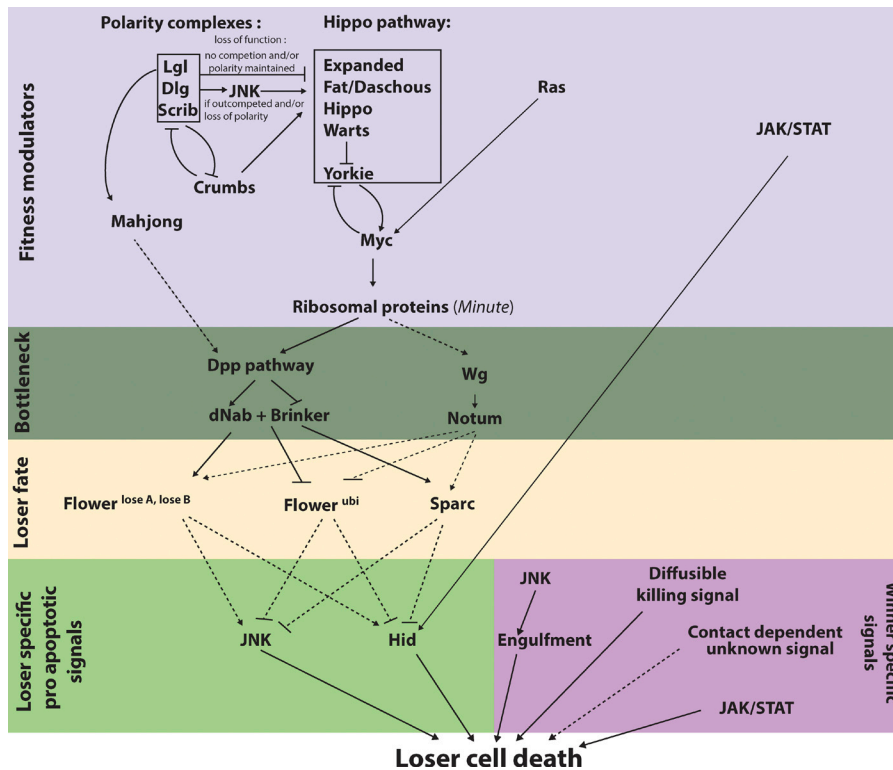 Polarity complexes :
Hippo pathway:
loss of function :
no competion and/or
polarity maintained
Lgl
Dlg
Scrib
JNK
if outcompeted and/or
loss of polarity
Expanded
Fat/Daschous
Hippo
Warts
Yorkie
Ras
JAK/STAT
Crumbs
Mahjong
Myc
Ribosomal proteins (Minute)
Fitness modulators
Dpp pathway
Wg
dNab + Brinker
Notum
Bottleneck
Flower lose A, lose B
Flower ubi
Sparc
Loser fate
JNK
Diffusible
killing signal
JNK
Hid
Engulfment
Contact dependent
unknown signal
JAK/STAT
Loser specific
pro apoptotic
signals
signals
Loser cell death